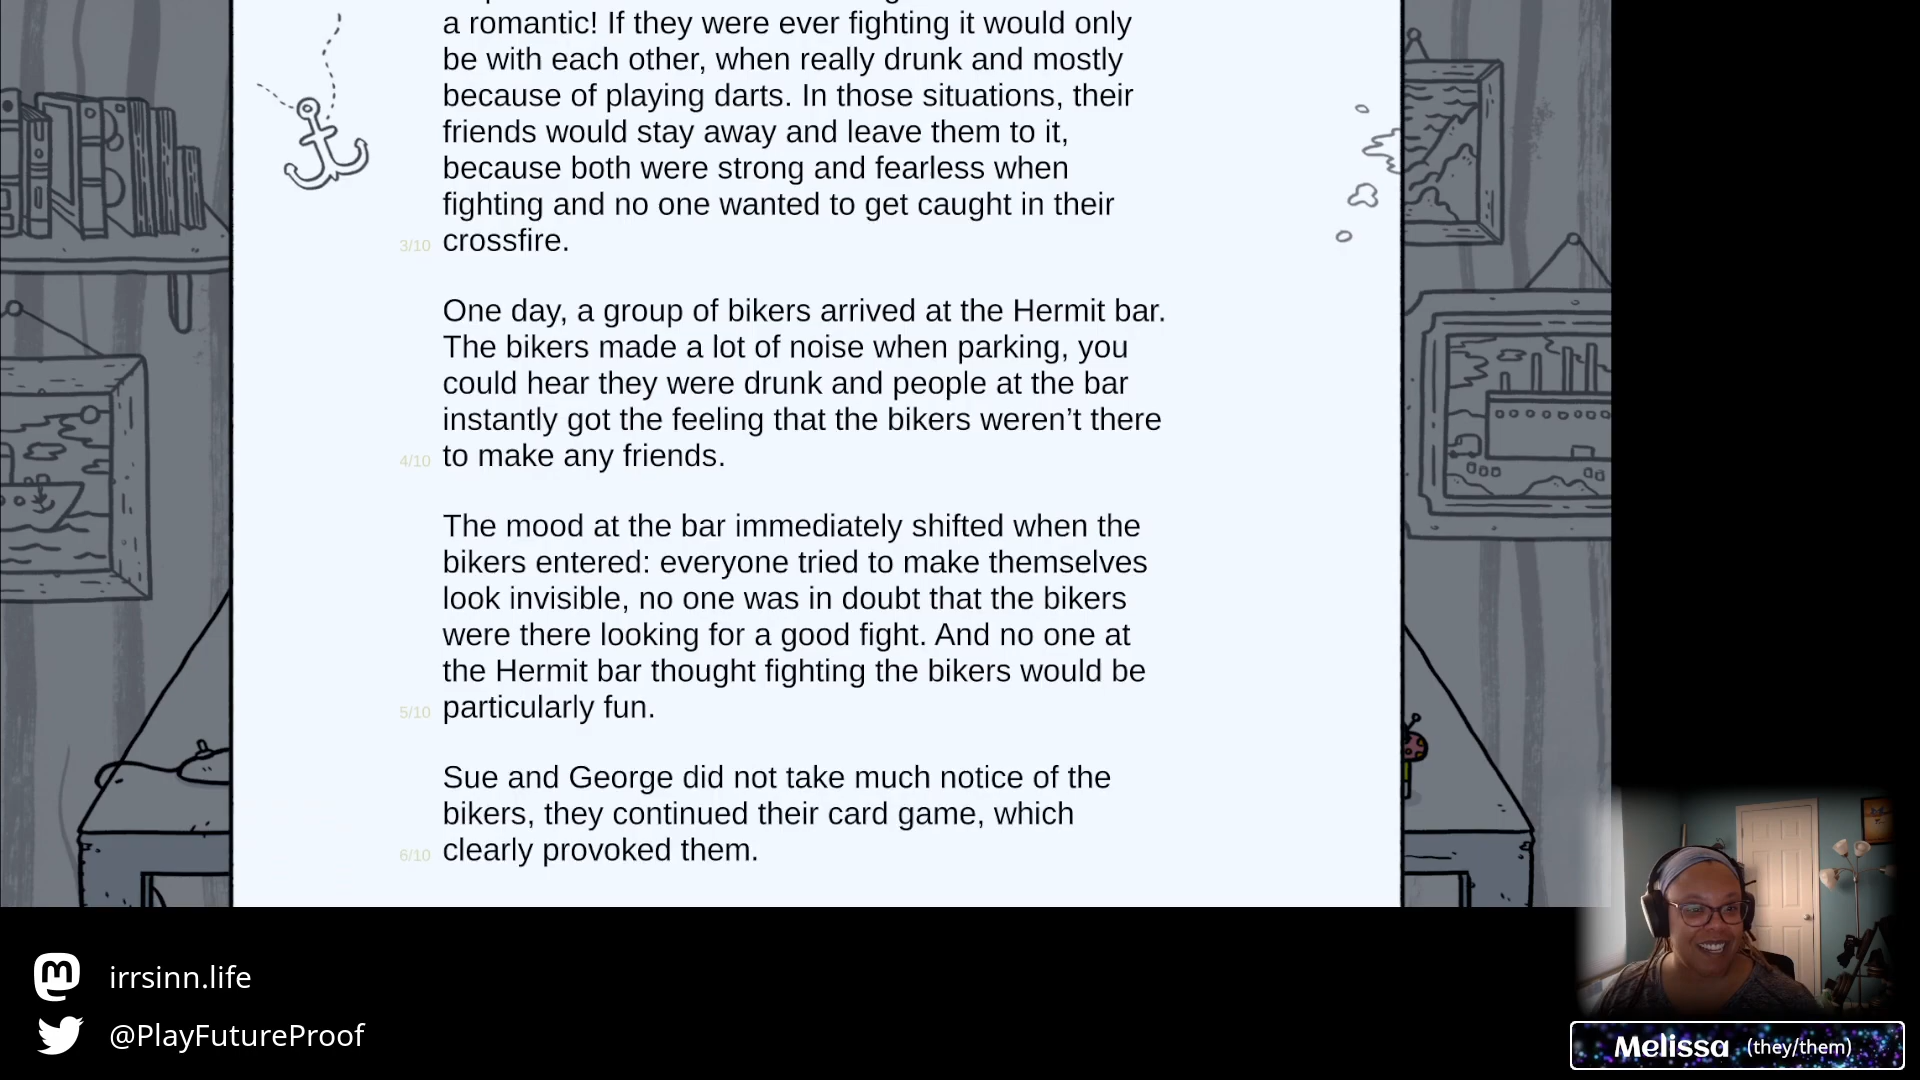 a romantic! If they were ever fighting it would only
be with each other, when really drunk and mostly
because of playing darts. In those situations, their
friends would stay away and leave them to it,
because both were strong and fearless when
fighting and no one wanted to get caught in their
3/10 crossfire.
One day, a group of bikers arrived at the Hermit bar.
The bikers made a lot of noise when parking, you
could hear they were drunk and people at the bar
instantly got the feeling that the bikers weren’t there
4/10 to make any friends.
The mood at the bar immediately shifted when the
bikers entered: everyone tried to make themselves
look invisible, no one was in doubt that the bikers
were there looking for a good fight. And no one at
the Hermit bar thought fighting the bikers would be
5/10 particularly fun.
Sue and George did not take much notice of the
bikers, they continued their card game, which
6/10 clearly provoked them.
irrsinn.life
@PlayFutureProof
Melissa (they/them)